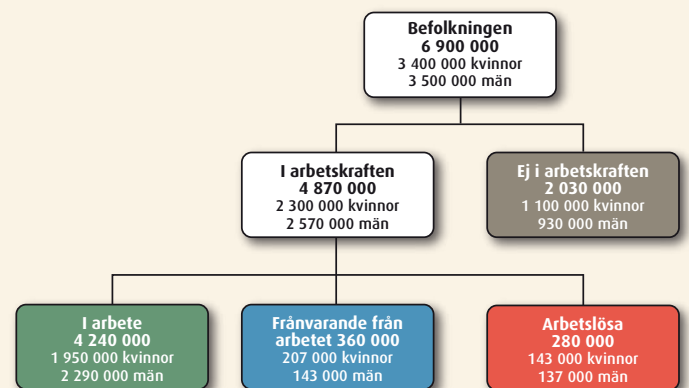 Befolkningen
6 900 000
3 400 000 kvinnor
3 500 000 män
I arbetskraften
4 870 000
2 300 000 kvinnor
2 570 000 män
Ej i arbetskraften
2 030 000
1 100 000 kvinnor
930 000 män
I arbete
4 240 000
1 950 000 kvinnor
2 290 000 män
Frånvarande från
arbetet 360 000
207 000 kvinnor
143 000 män
Arbetslösa
280 000
143 000 kvinnor
137 000 män